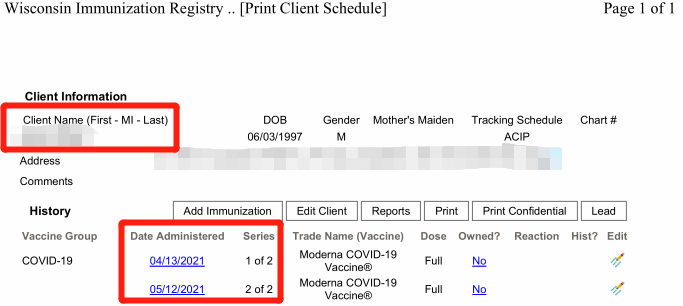 Wisconsin Immunization Registry .. [Print Client Schedule] Page 1 of 1
Client Information
Client Name (First - MI - Last) DOB Gender Mother's Maiden Tracking Schedule Chart #
06/03/1997 M ACIP
Address
Comments
History Add Immunization Edit Client Reports Print Print Confidential Lead
Vaccine Group Date Administered Series Trade Name (Vaccine) Dose Owned? Reaction Hist? Edit
COVID-19 04/13/2021 1 of 2 Moderna COVID-19 Vaccine® Full No
05/12/2021 2 of 2 Moderna COVID-19 Vaccine® Full No